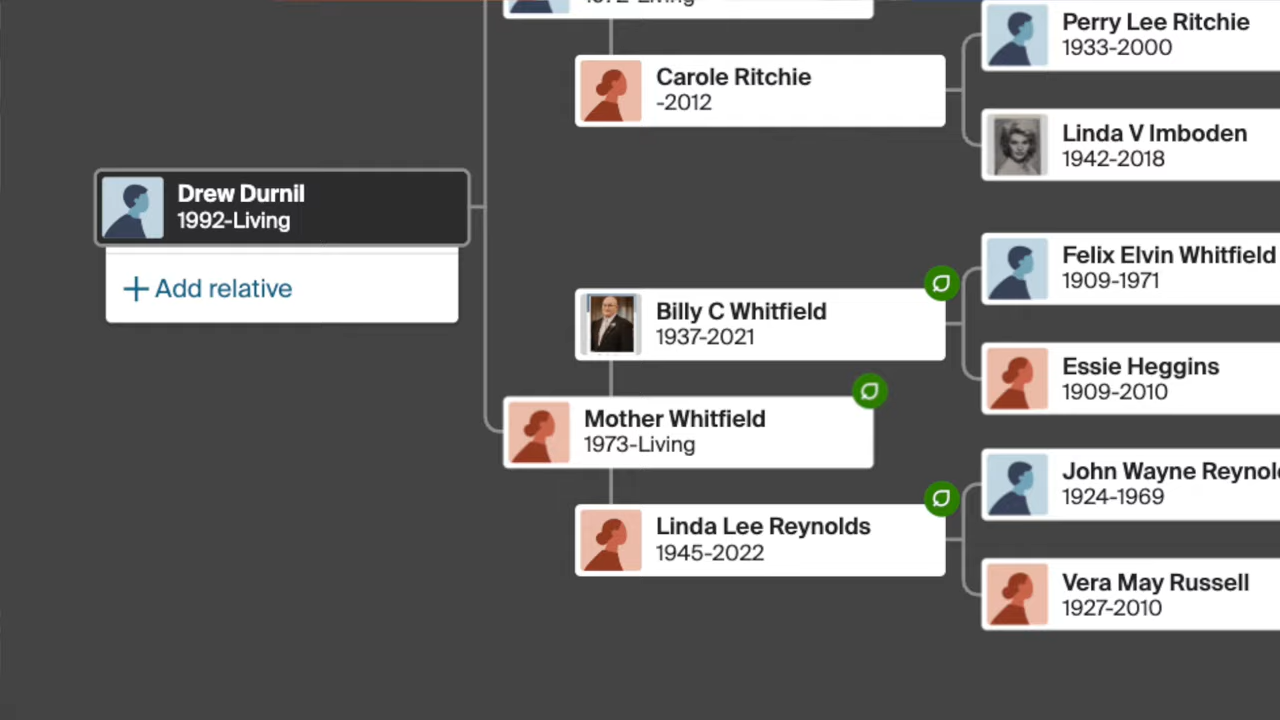 Perry Lee Ritchie
1933-2000
Carole Ritchie
-2012
Linda V Imboden
1942-2018
Drew Durnil
1992-Living
+ Add relative
Felix Elvin Whitfield
1909-1971
Billy C Whitfield
1937-2021
Essie Heggins
1909-2010
Mother Whitfield
1973-Living
John Wayne
1924-1969
Linda Lee Reynolds
1945-2022
Vera May Russell
1927-2010